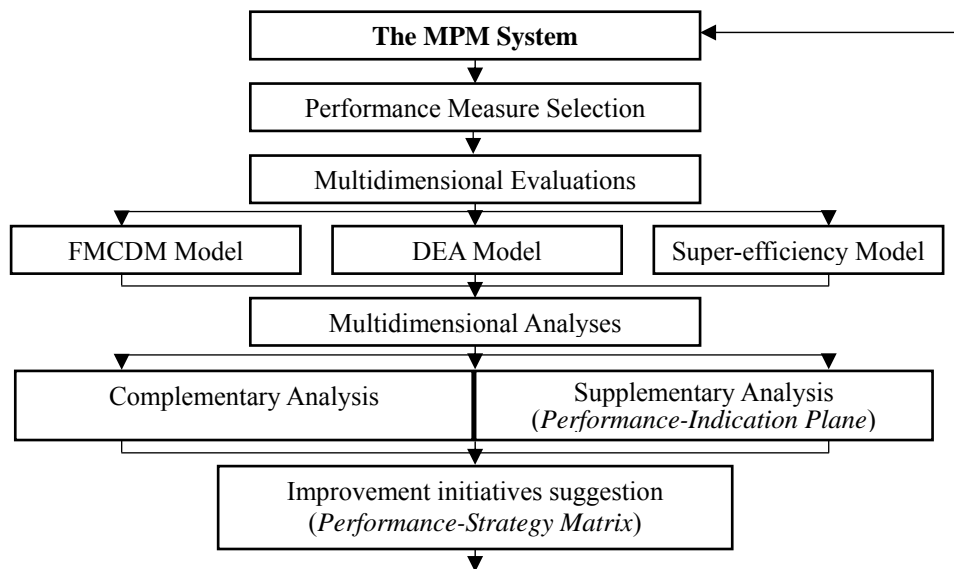 The MPM System
Performance Measure Selection
Multidimensional Evaluations
FMCDM Model
DEA Model
Super-efficiency Model
Multidimensional Analyses
Complementary Analysis
Supplementary Analysis
(Performance-Indication Plane)
Improvement initiatives suggestion
(Performance-Strategy Matrix)